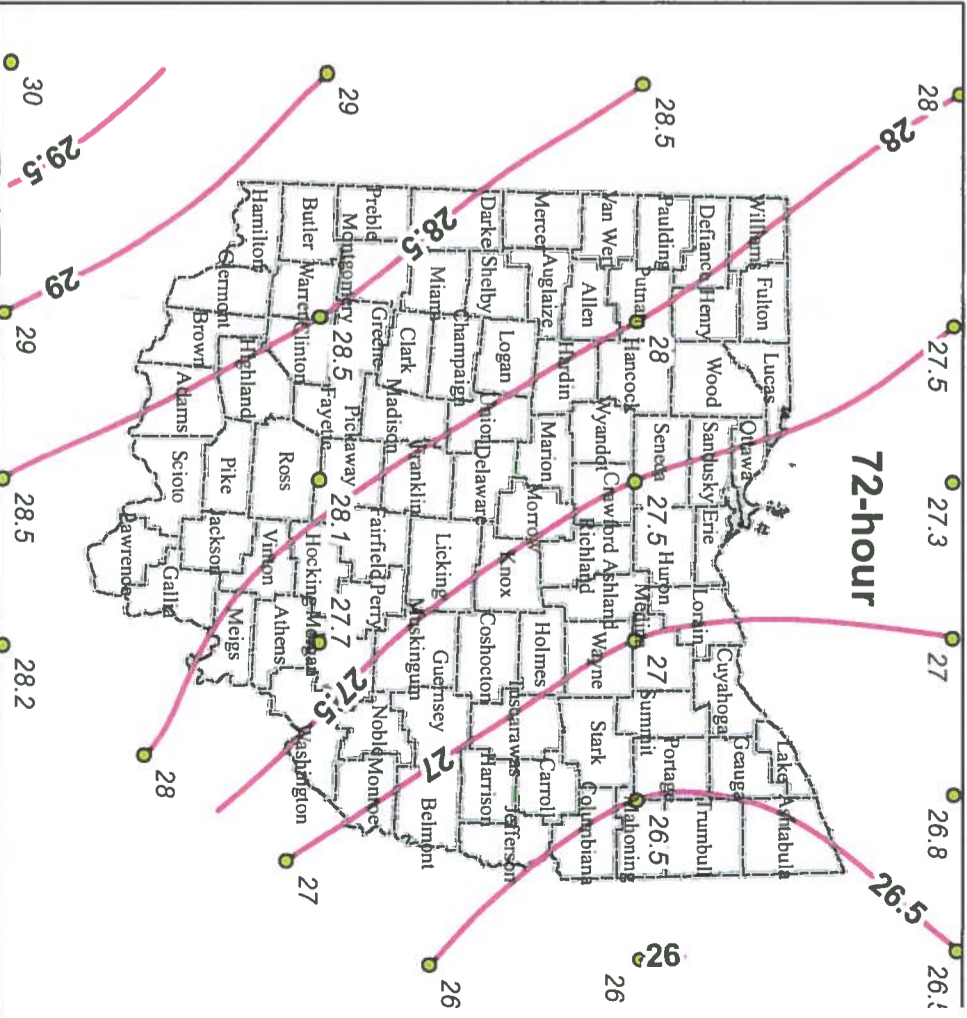 72-hour
28
27.5
27.3
27
26.8
26.5
28
26.5
Williams
Fulton
Lucas
Ottawa
Lake
Ashtabula
Defiance
Henry
Wood
Sandusky
Erie
Lorain
Cuyahoga
Geauga
Trumbull
Paulding
Putnam
28
Hancock
Seneca
27.5
Huron
Medina
27
Summit
Portage
26.5
Mahoning
26
26
28.5
Van Wert
Allen
Wyandot
Crawford
Richland
Ashland
Wayne
Stark
Columbiana
Mercer
Auglaize
Hardin
Marion
Morrow
Holmes
Carroll
Darke
Shelby
Logan
Union
Delaware
Knox
Coshocton
Tuscarawas
Harrison
Jefferson
28.5
Miami
Champaign
Clark
Madison
Franklin
Licking
Muskingum
Guernsey
27
Belmont
26
29
Preble
Montgomery
Greene
28.5
Fayette
Pickaway
28.1
Fairfield
Perry
27.7
Morgan
27.5
Noble
Monroe
Butler
Warren
Clinton
Ross
Hocking
Vinton
Athens
Washington
27
Hamilton
Clermont
Brown
Highland
Adams
Pike
Scioto
Jackson
Gallia
Meigs
Lawrence
28
29.5
29
30
29
28.5
28.2